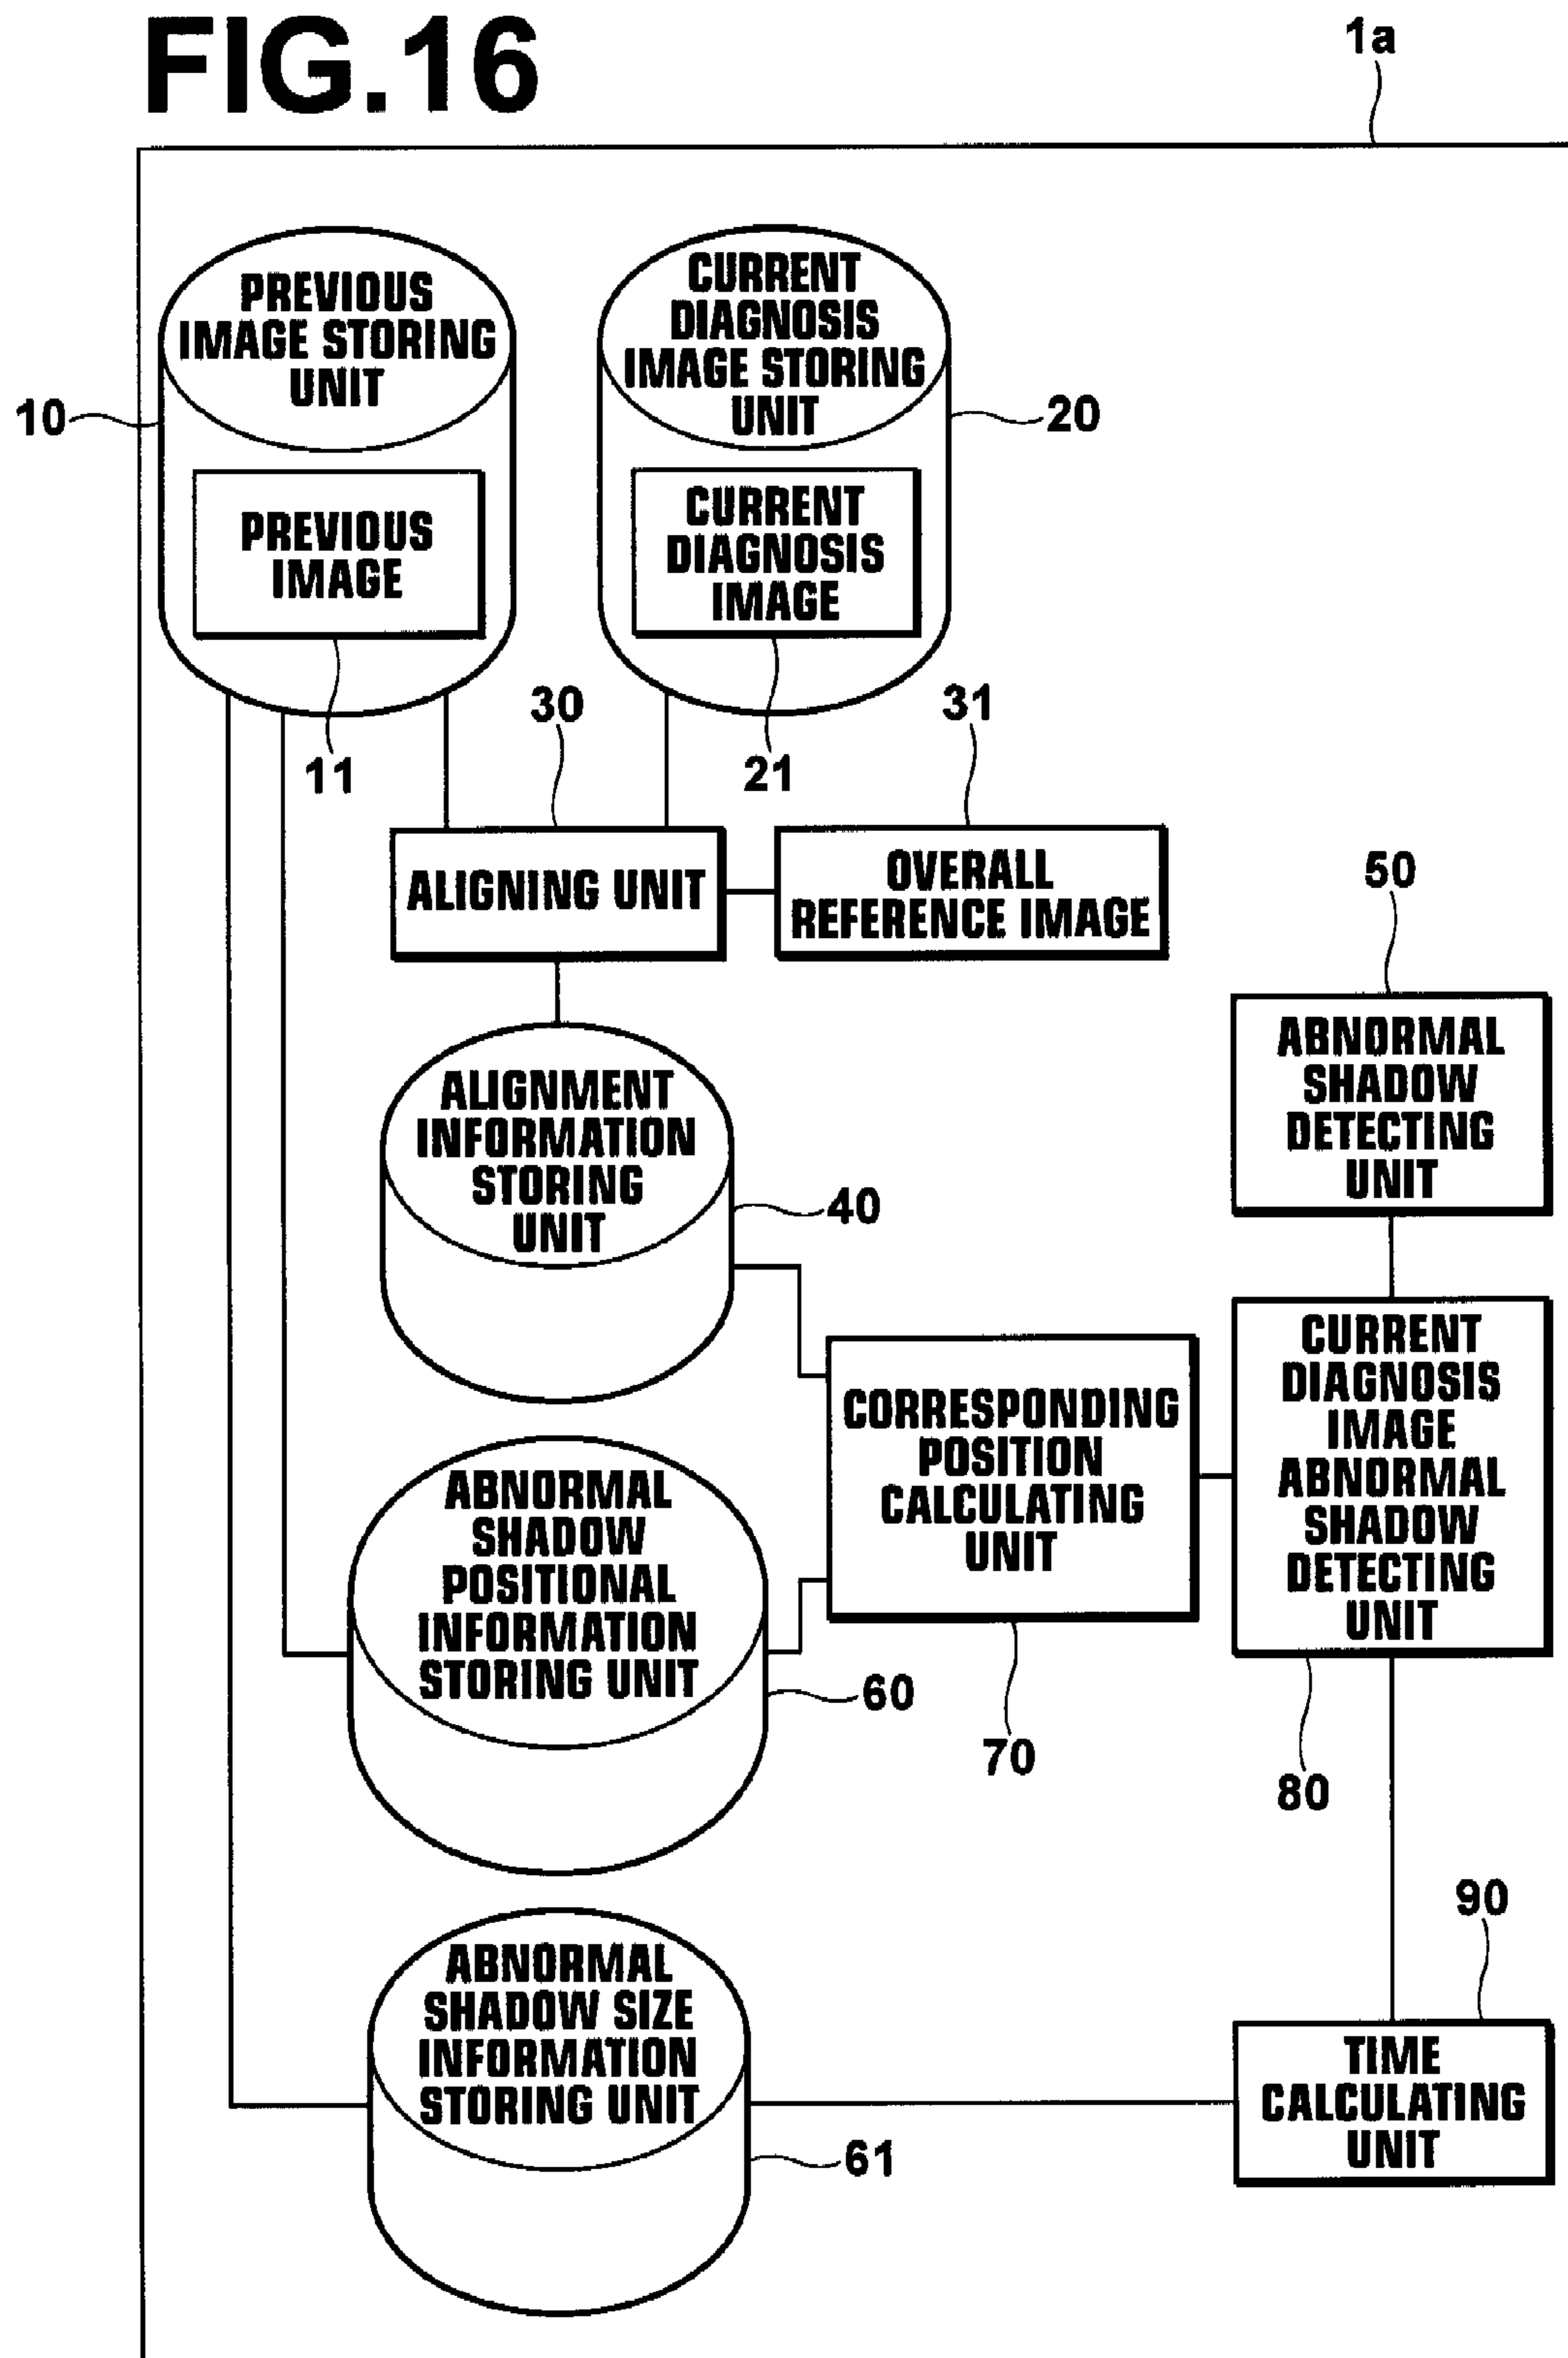 FIG.16
1a
PREVIOUS
IMAGE STORING
UNIT
CURRENT
DIAGNOSIS
IMAGE STORING
UNIT
10
20
PREVIOUS
IMAGE
CURRENT
DIAGNOSIS
IMAGE
11
21
30
31
ALIGNING UNIT
OVERALL
REFERENCE IMAGE
50
ABNORMAL
SHADOW
DETECTING
UNIT
ALIGNMENT
INFORMATION
STORING
UNIT
40
CORRESPONDING
POSITION
CALCULATING
UNIT
70
CURRENT
DIAGNOSIS
IMAGE
ABNORMAL
SHADOW
DETECTING
UNIT
80
ABNORMAL
SHADOW
POSITIONAL
INFORMATION
STORING UNIT
60
90
ABNORMAL
SHADOW SIZE
INFORMATION
STORING UNIT
61
TIME
CALCULATING
UNIT